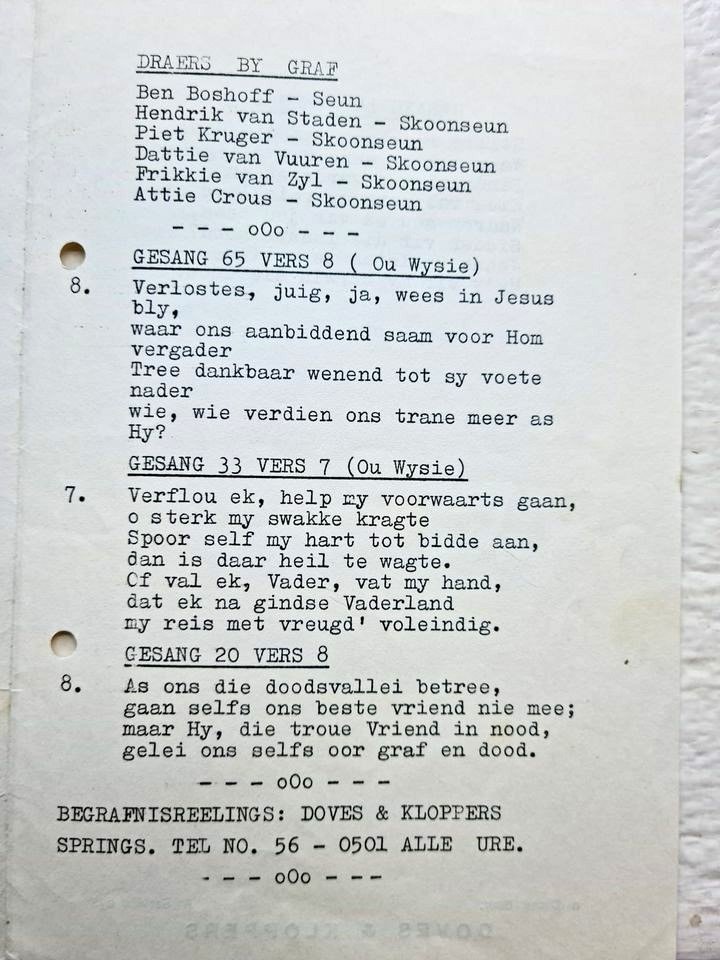 DRAERS BY GRAF
Ben Boshoff - Seun
Hendrik van Staden - Skoonseun
Piet Kruger - Skoonseun
Dattie van Vuuren - Skoonseun
Frikkie van Zyl - Skoonseun
Attie Crous - Skoonseun
- - - oOo - - -
GESANG 65 VERS 8 ( Ou Wysie)
8. Verlostes, juig, ja, wees in Jesus
bly,
waar ons aanbiddend saam voor Hom
vergader
Tree dankbaar wenend tot sy voete
nader
wie, wie verdien ons trane meer as
Hy?
GESANG 33 VERS 7 (Ou Wysie)
7. Verflou ek, help my voorwaarts gaan,
o sterk my swakke kragte
Spoor self my hart tot bidde aan,
dan is daar heil te wagte.
Of val ek, Vader, vat my hand,
dat ek na gindse Vaderland
my reis met vreugd' voleindig.
GESANG 20 VERS 8
8. As ons die doodsvallei betree,
gaan selfs ons beste vriend nie mee;
maar Hy, die troue Vriend in nood,
gelei ons selfs oor graf en dood.
- - - oOo - - -
BEGRAFNISREELINGS: DOVES & KLOPPERS
SPRINGS. TEL NO. 56 - 0501 ALLE URE.
- - - oOo - - -
DOVES & KLOPPERS